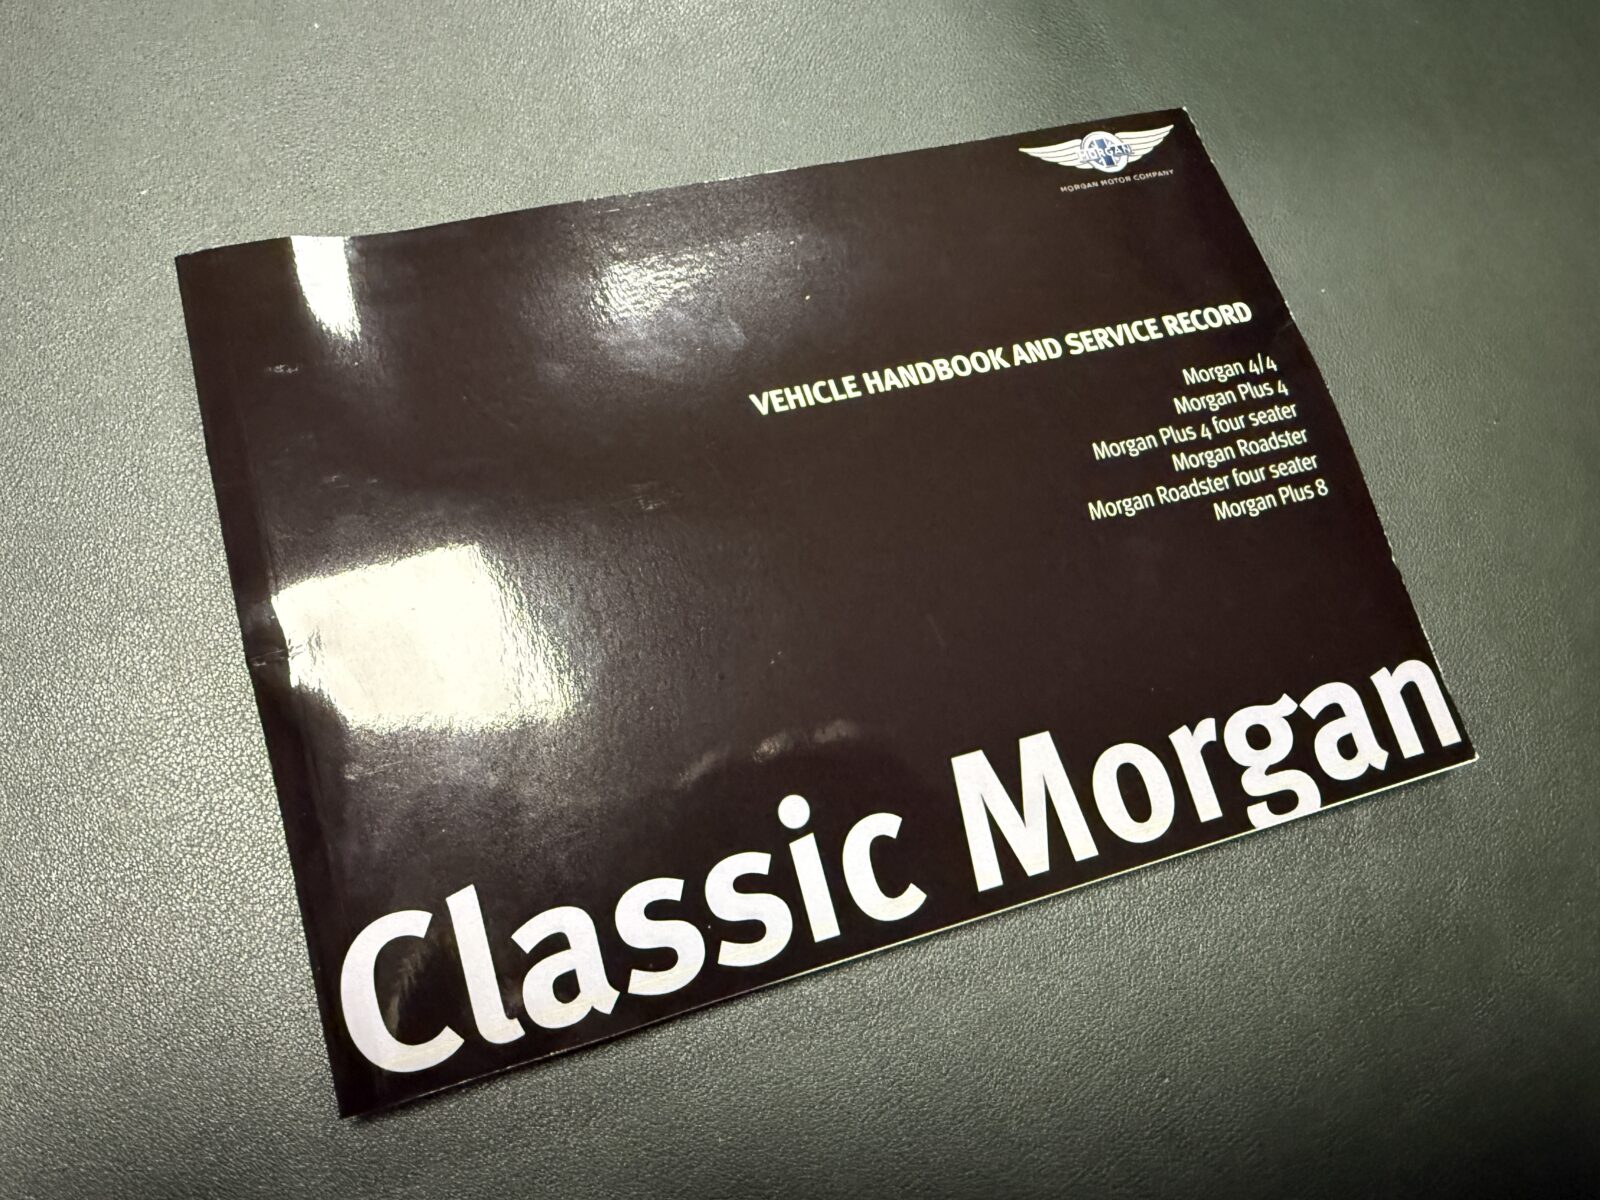 MORGAN
MORGAN MOTOR COMPANY
VEHICLE HANDBOOK AND SERVICE RECORD
Morgan 4/4
Morgan Plus 4
Morgan Plus 4 four seater
Morgan Roadster
Morgan Roadster four seater
Morgan Plus 8
Classic Morgan